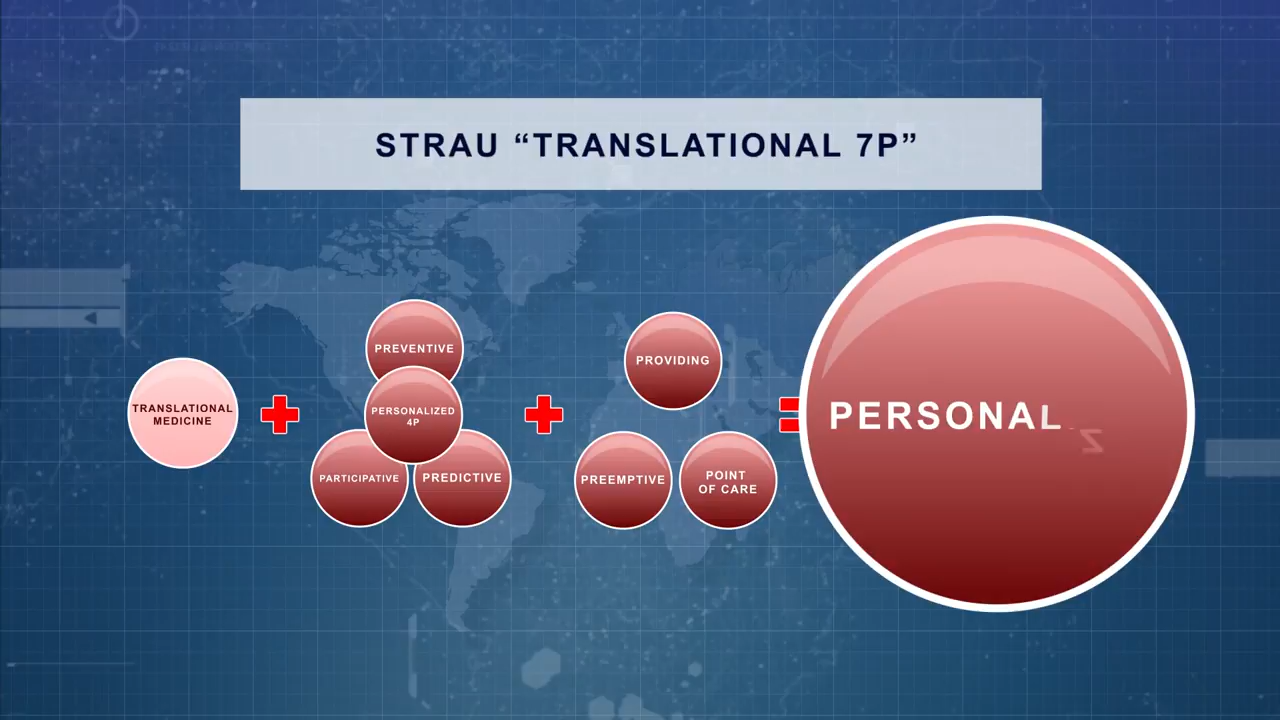 STRAU “TRANSLATIONAL 7P”
TRANSLATIONAL
MEDICINE
PREVENTIVE
PERSONALIZED
4P
PARTICIPATIVE
PREDICTIVE
PROVIDING
PREEMPTIVE
POINT
OF CARE
PERSONAL